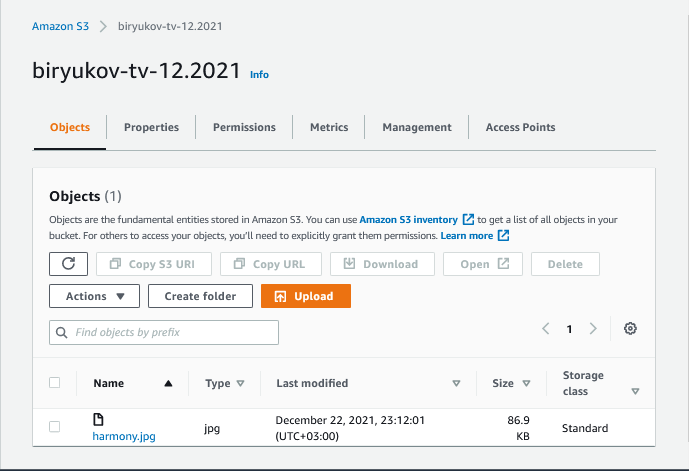 Amazon S3 > biryukov-tv-12.2021
biryukov-tv-12.2021 Info
Objects Properties Permissions Metrics Management Access Points
Objects (1)
Objects are the fundamental entities stored in Amazon S3. You can use Amazon S3 inventory to get a list of all objects in your
bucket. For others to access your objects, you'll need to explicitly grant them permissions. Learn more
Copy S3 URI Copy URL Download Open Delete
Actions Create folder Upload
Find objects by prefix
1
Name Type Last modified Size Storage
class
harmony.jpg jpg December 22, 2021, 23:12:01
(UTC+03:00) 86.9
KB Standard